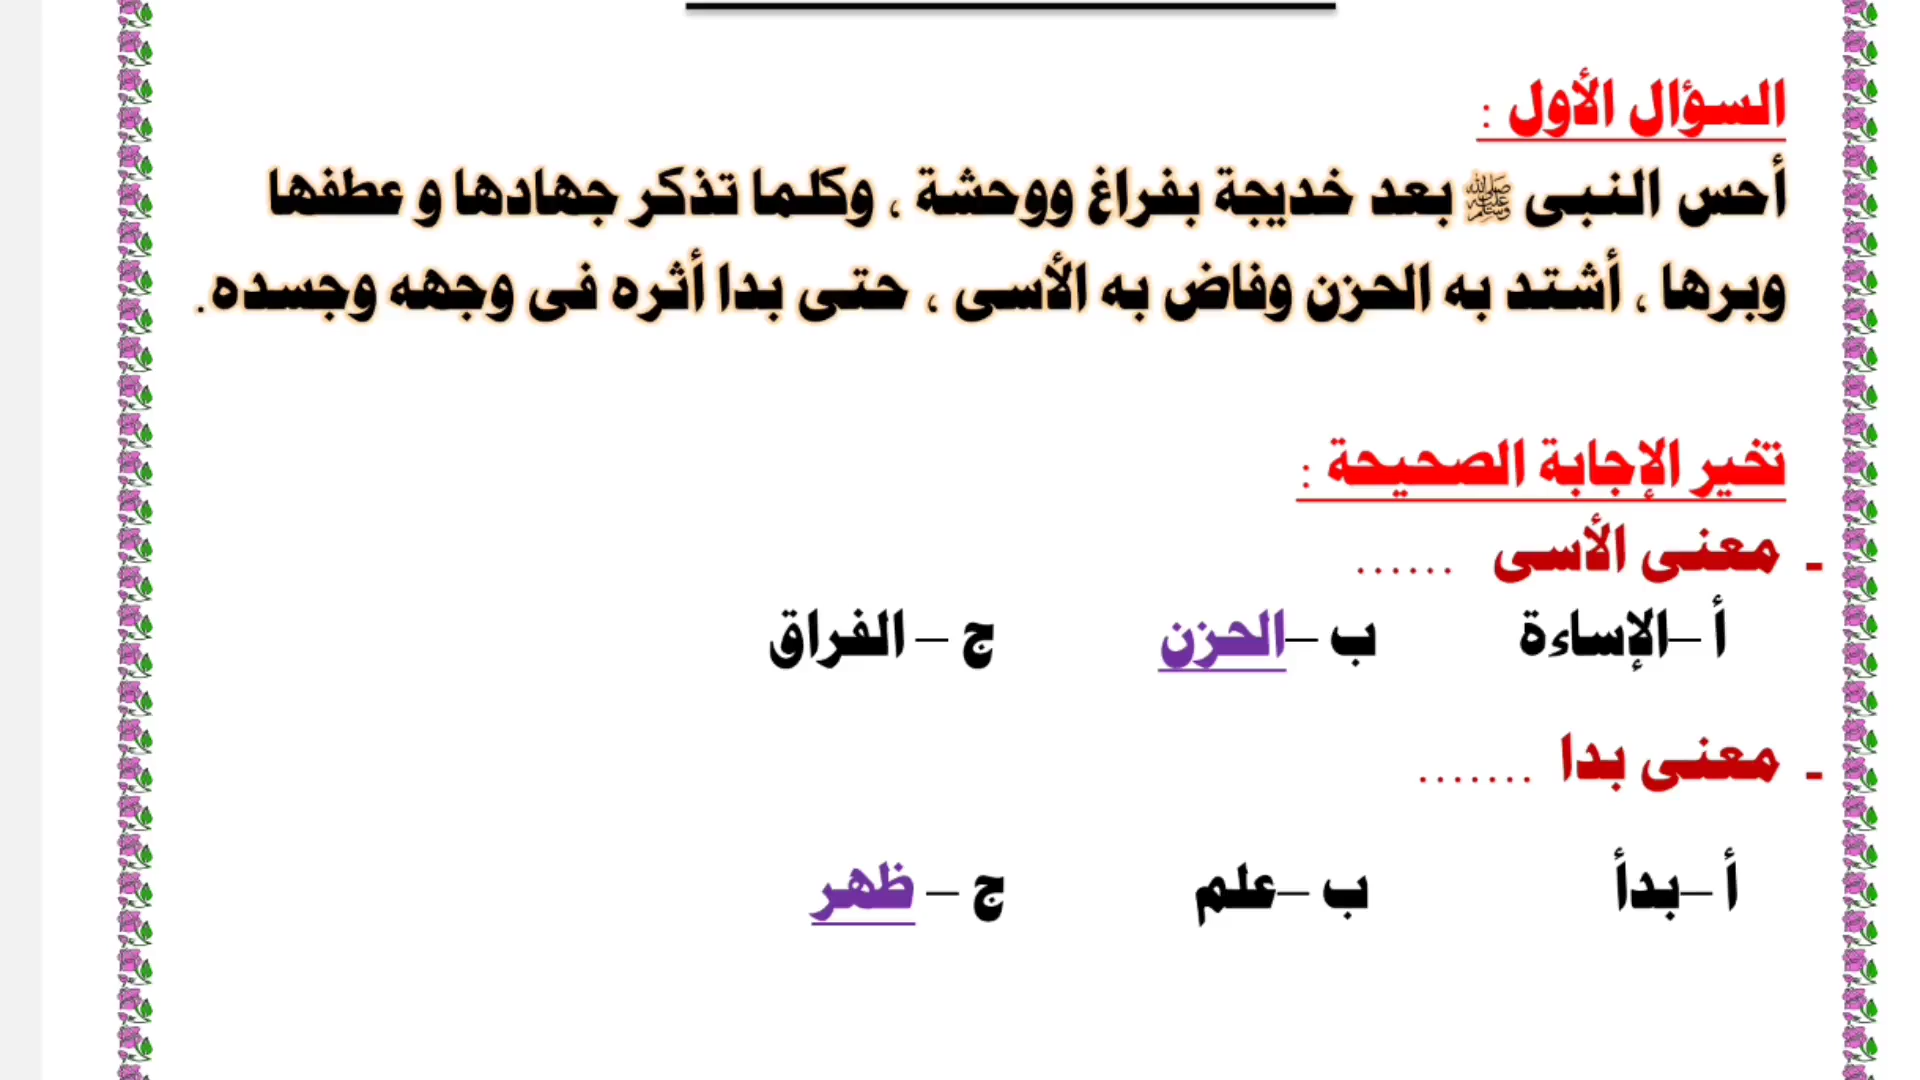 السؤال الأول :
أحس النبى ﷺ بعد خديجة بفراغ ووحشة ، وكلما تذكر جهادها و عطفها
وبرها ، أشتد به الحزن وفاض به الأسى ، حتى بدا أثره فى وجهه وجسده.
تخير الإجابة الصحيحة :
- معنى الأسى ......
أ –الإساءة ب –الحزن ج – الفراق
- معنى بدا .......
أ –بدأ ب –علم ج – ظهر